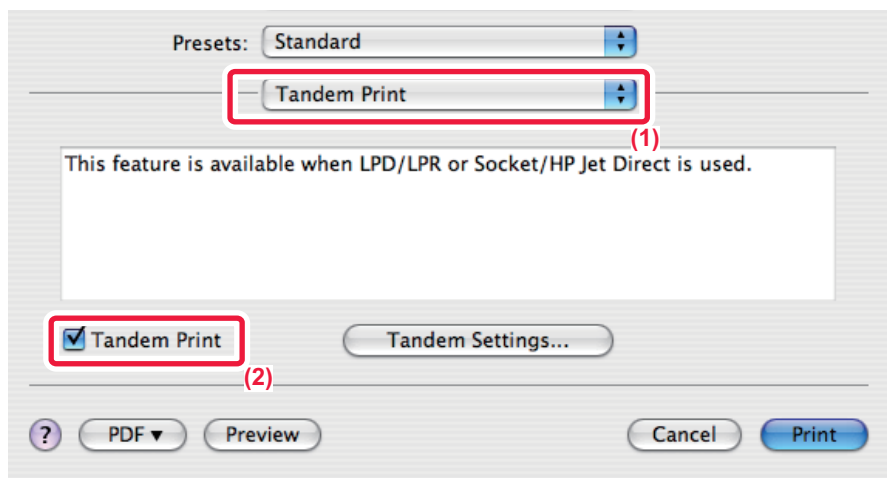 Presets: Standard
Tandem Print
(1)
This feature is available when LPD/LPR or Socket/HP Jet Direct is used.
Tandem Print Tandem Settings...
(2)
? PDF▼ Preview Cancel Print